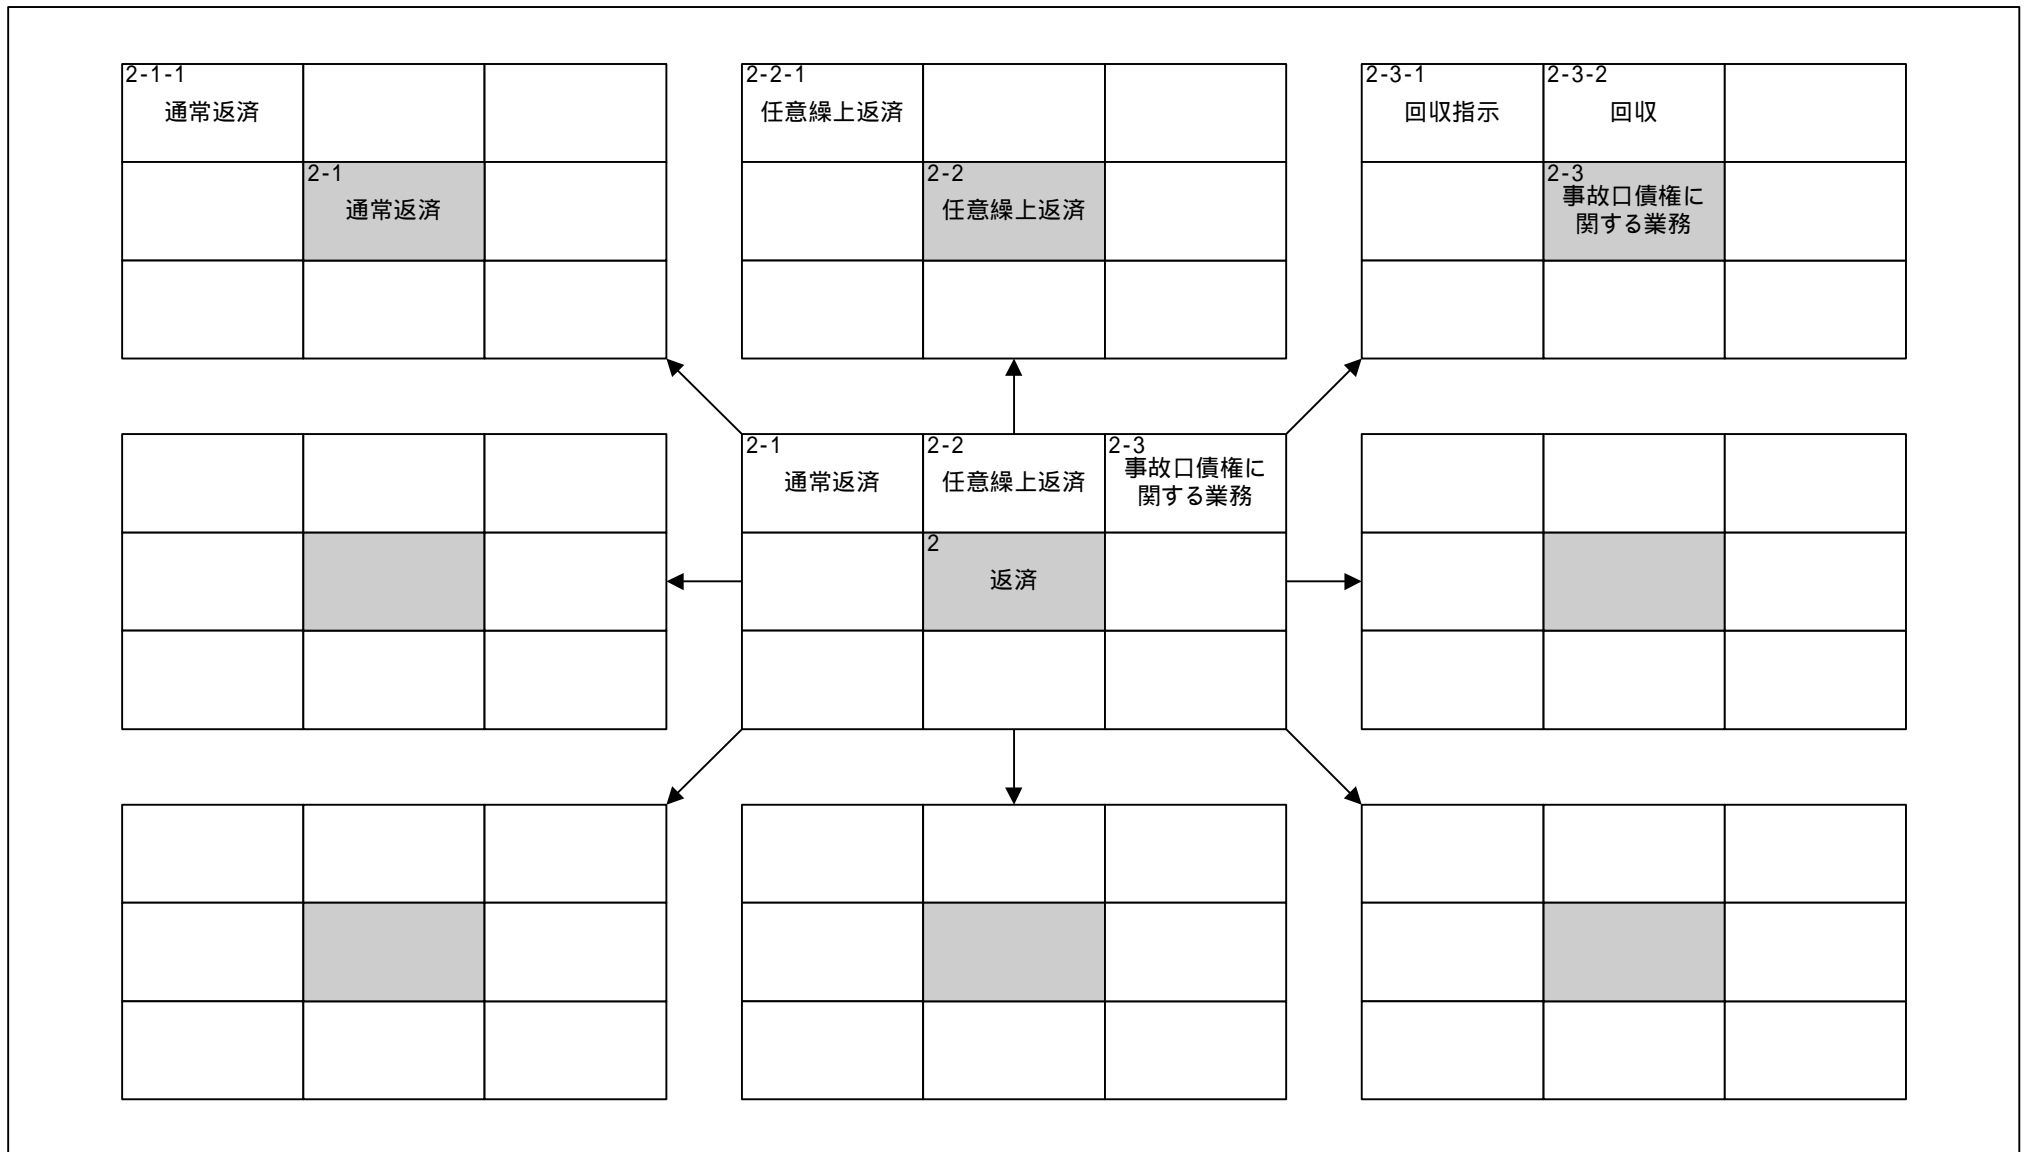 2-1-1
通常返済
2-1
通常返済
2-2-1
任意繰上返済
2-2
任意繰上返済
2-3-1
回収指示
2-3-2
回収
2-3
事故口債権に
関する業務
2-1
通常返済
2-2
任意繰上返済
2-3
事故口債権に
関する業務
2
返済